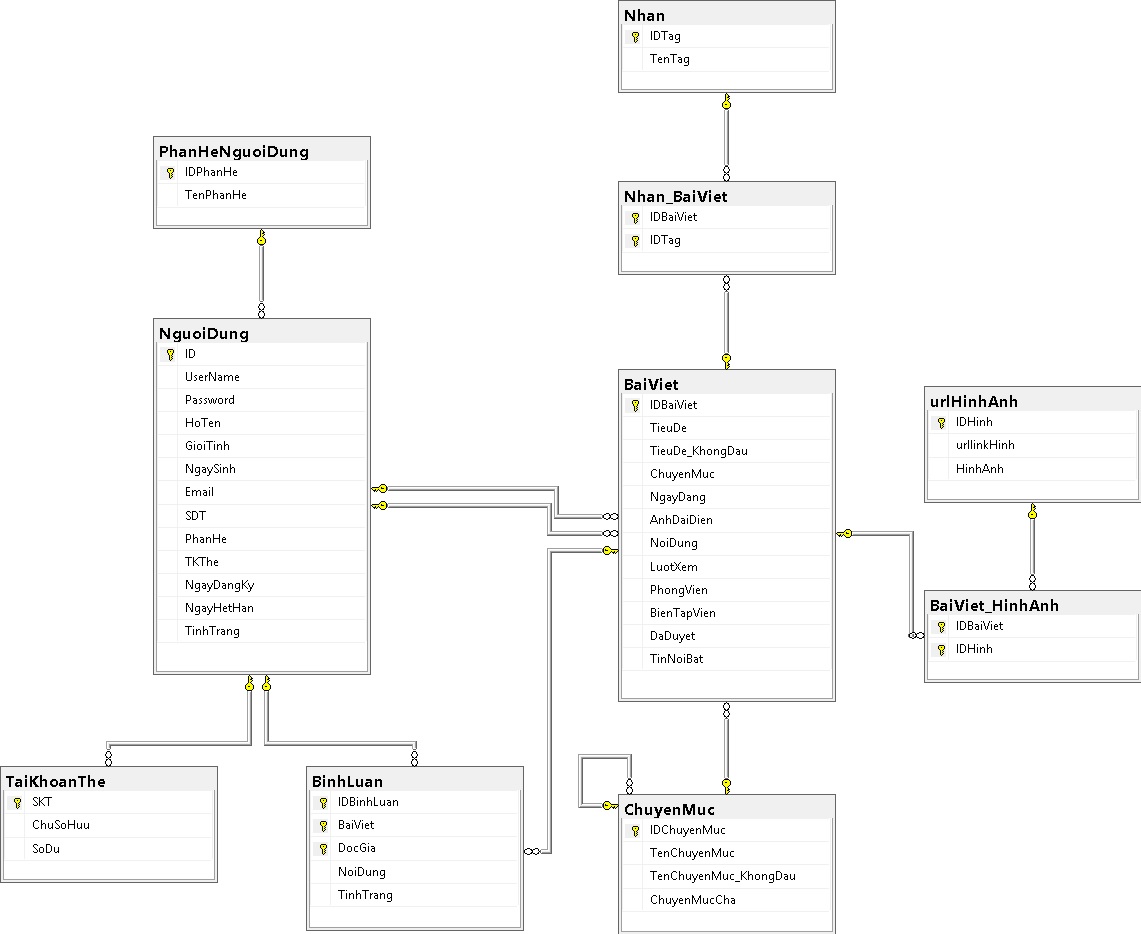 Nhan
IDTag
TenTag
PhanHeNguoiDung
IDPhanHe
TenPhanHe
Nhan_BaiViet
IDBaiViet
IDTag
NguoiDung
ID
UserName
Password
HoTen
GioiTinh
NgaySinh
Email
SDT
PhanHe
TKThe
NgayDangKy
NgayHetHan
TinhTrang
BaiViet
IDBaiViet
TieuDe
TieuDe_KhongDau
ChuyenMuc
NgayDang
AnhDaiDien
NoiDung
LuotXem
PhongVien
BienTapVien
DaDuyet
TinNoiBat
urlHinhAnh
IDHinh
urllinkHinh
HinhAnh
BaiViet_HinhAnh
IDBaiViet
IDHinh
TaiKhoanThe
SKT
ChuSoHuu
SoDu
BinhLuan
IDBinhLuan
BaiViet
DocGia
NoiDung
TinhTrang
ChuyenMuc
IDChuyenMuc
TenChuyenMuc
TenChuyenMuc_KhongDau
ChuyenMucCha